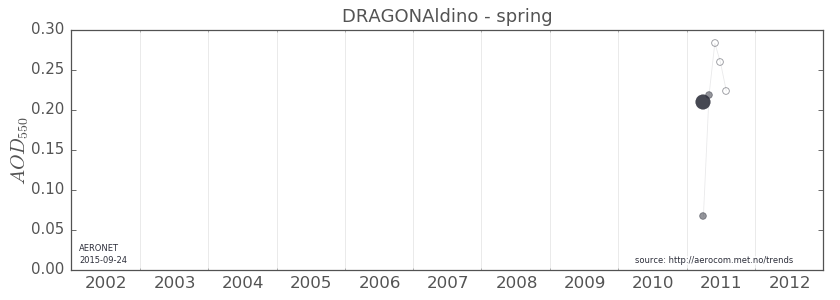 DRAGONAldino - spring
0.30
0.25
0.20
0.15
0.10
0.05
0.00
AOD550
AERONET
2015-09-24
source: http://aerocom.met.no/trends
2002 2003 2004 2005 2006 2007 2008 2009 2010 2011 2012